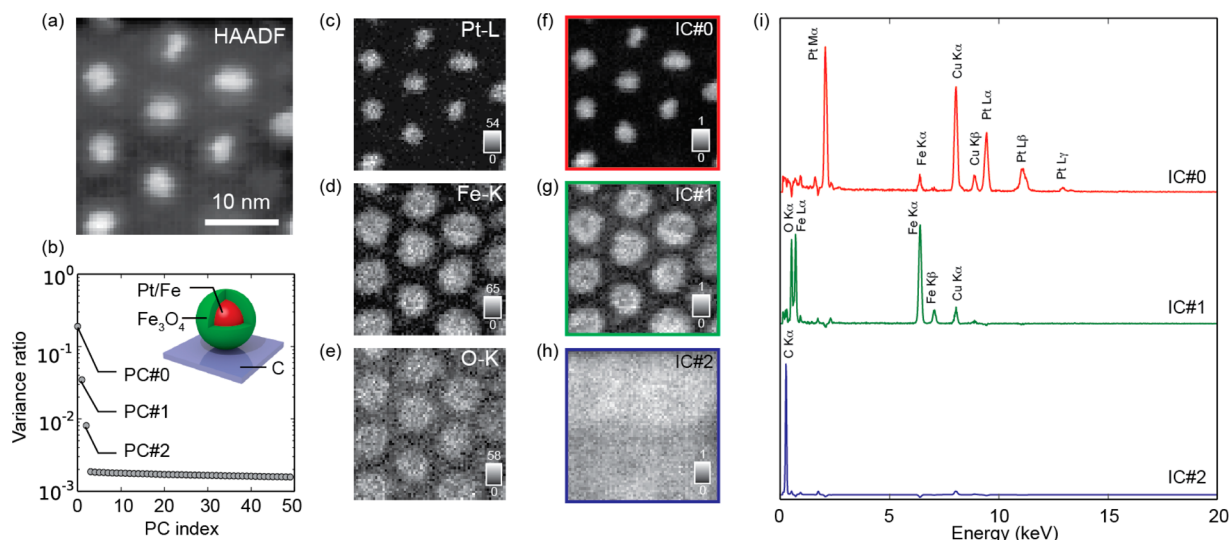 (a)
HAADF
10 nm
(b)
10⁰
10⁻¹
10⁻²
10⁻³
Variance ratio
0
10
20
30
40
50
PC index
Pt/Fe
Fe₃O₄
C
PC#0
PC#1
PC#2
(c)
Pt-L
54
0
(d)
Fe-K
65
0
(e)
O-K
58
0
(f)
IC#0
1
0
(g)
IC#1
1
0
(h)
IC#2
1
0
(i)
Pt Mα
Fe Kα
Cu Kα
Cu Kβ
Pt Lα
Pt Lβ
Pt Lγ
IC#0
O Kα
Fe Lα
Fe Kα
Fe Kβ
Cu Kα
IC#1
C Kα
IC#2
0
5
10
15
20
Energy (keV)